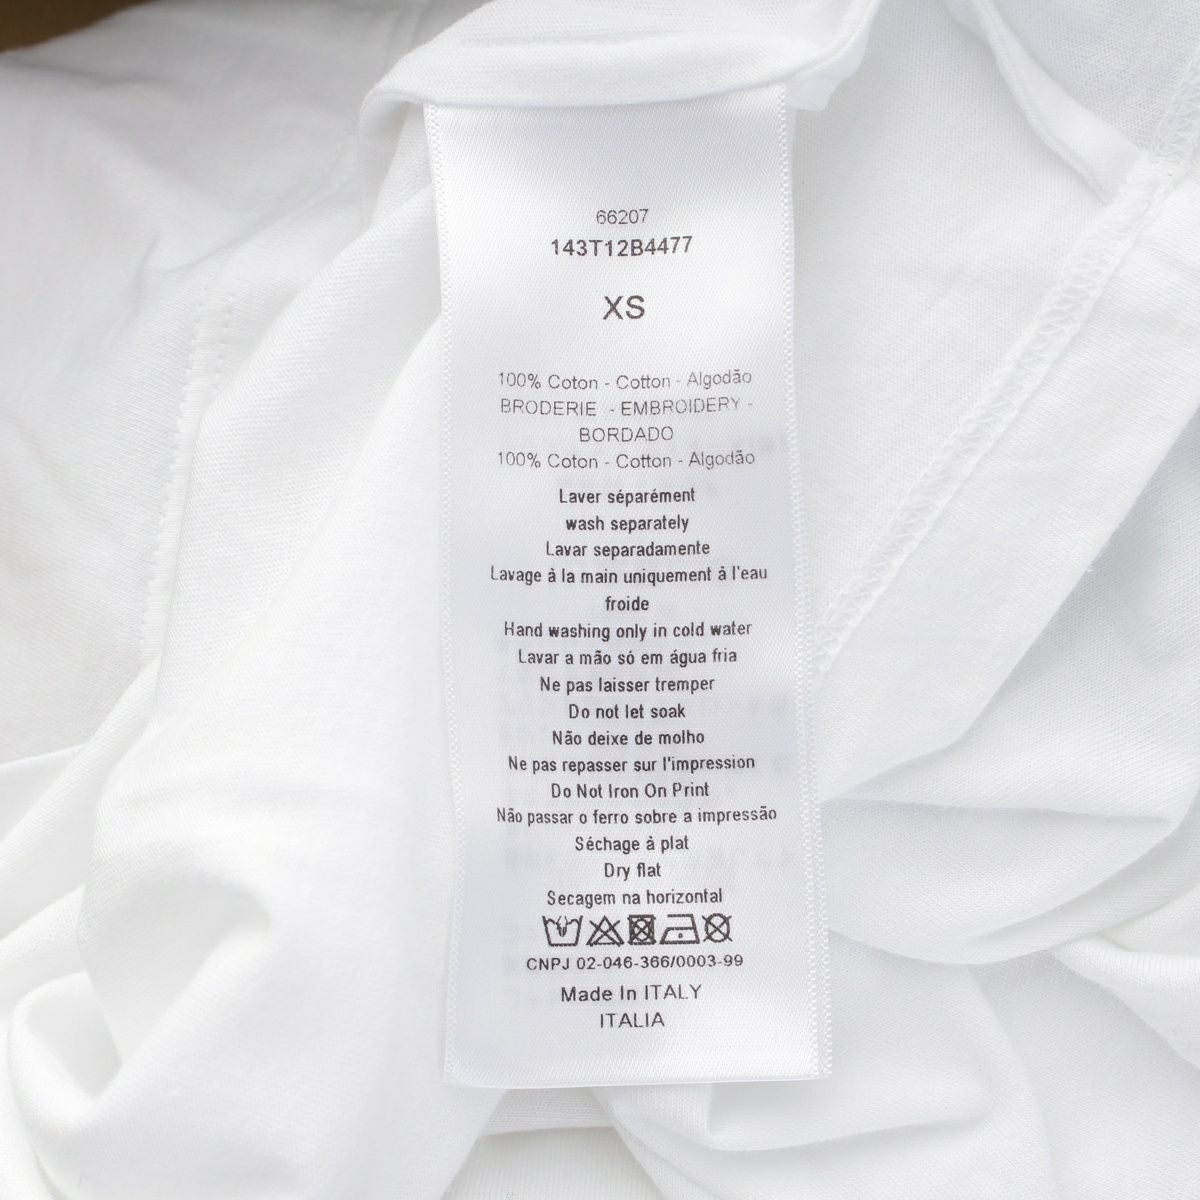 66207
143T12B4477
XS
100% Coton - Cotton - Algodão
BRODERIE - EMBROIDERY -
BORDADO
100% Coton - Cotton - Algodão
Laver séparément
wash separately
Lavar separadamente
Lavage à la main uniquement à l'eau
froide
Hand washing only in cold water
Lavar a mão só em água fria
Ne pas laisser tremper
Do not let soak
Não deixe de molho
Ne pas repasser sur l'impression
Do Not Iron On Print
Não passar o ferro sobre a impressão
Séchage à plat
Dry flat
Secagem na horizontal
CNPJ 02-046-366/0003-99
Made In ITALY
ITALIA